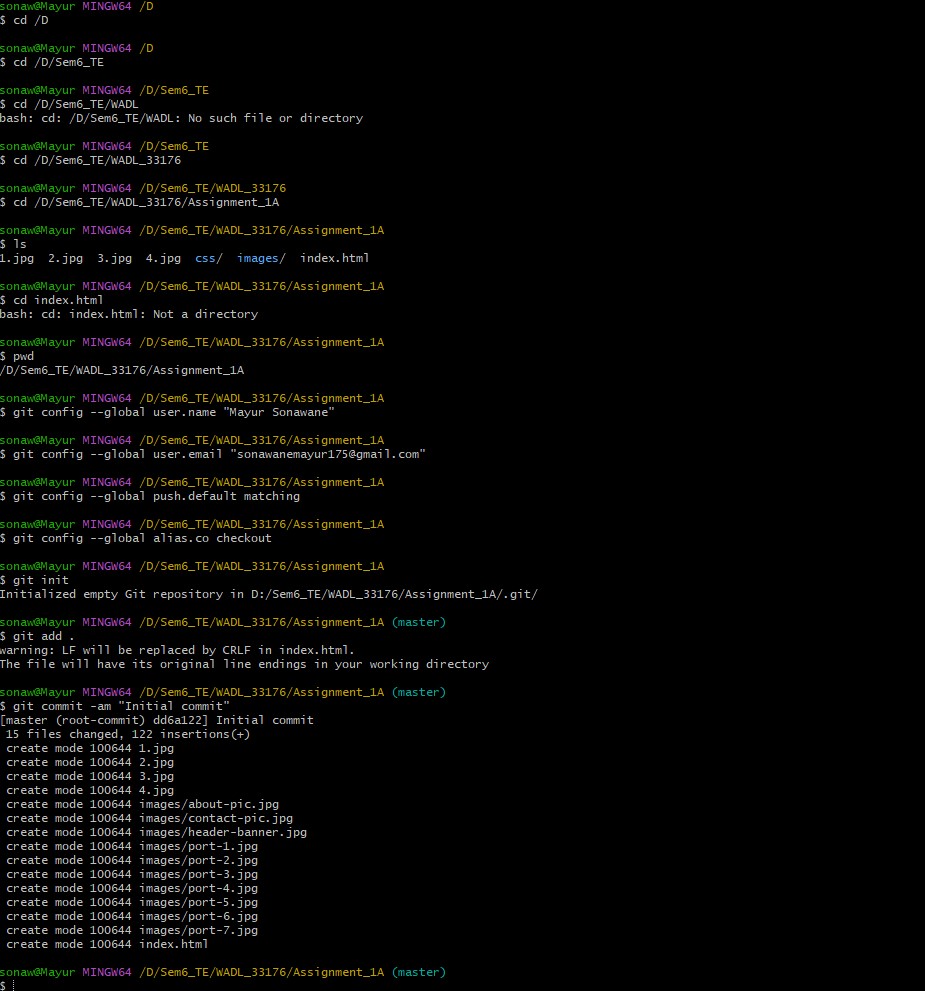 sonaw@Mayur MINGW64 /D
$ cd /D
sonaw@Mayur MINGW64 /D
$ cd /D/Sem6_TE
sonaw@Mayur MINGW64 /D/Sem6_TE
$ cd /D/Sem6_TE/WADL
bash: cd: /D/Sem6_TE/WADL: No such file or directory
sonaw@Mayur MINGW64 /D/Sem6_TE
$ cd /D/Sem6_TE/WADL_33176
sonaw@Mayur MINGW64 /D/Sem6_TE/WADL_33176
$ cd /D/Sem6_TE/WADL_33176/Assignment_1A
sonaw@Mayur MINGW64 /D/Sem6_TE/WADL_33176/Assignment_1A
$ ls
1.jpg  2.jpg  3.jpg  4.jpg  css/  images/  index.html
sonaw@Mayur MINGW64 /D/Sem6_TE/WADL_33176/Assignment_1A
$ cd index.html
bash: cd: index.html: Not a directory
sonaw@Mayur MINGW64 /D/Sem6_TE/WADL_33176/Assignment_1A
$ pwd
/D/Sem6_TE/WADL_33176/Assignment_1A
sonaw@Mayur MINGW64 /D/Sem6_TE/WADL_33176/Assignment_1A
$ git config --global user.name "Mayur Sonawane"
sonaw@Mayur MINGW64 /D/Sem6_TE/WADL_33176/Assignment_1A
$ git config --global user.email "sonawanemayur175@gmail.com"
sonaw@Mayur MINGW64 /D/Sem6_TE/WADL_33176/Assignment_1A
$ git config --global push.default matching
sonaw@Mayur MINGW64 /D/Sem6_TE/WADL_33176/Assignment_1A
$ git config --global alias.co checkout
sonaw@Mayur MINGW64 /D/Sem6_TE/WADL_33176/Assignment_1A
$ git init
Initialized empty Git repository in D:/Sem6_TE/WADL_33176/Assignment_1A/.git/
sonaw@Mayur MINGW64 /D/Sem6_TE/WADL_33176/Assignment_1A (master)
$ git add .
warning: LF will be replaced by CRLF in index.html.
The file will have its original line endings in your working directory
sonaw@Mayur MINGW64 /D/Sem6_TE/WADL_33176/Assignment_1A (master)
$ git commit -am "Initial commit"
[master (root-commit) dd6a122] Initial commit
 15 files changed, 122 insertions(+)
 create mode 100644 1.jpg
 create mode 100644 2.jpg
 create mode 100644 3.jpg
 create mode 100644 4.jpg
 create mode 100644 images/about-pic.jpg
 create mode 100644 images/contact-pic.jpg
 create mode 100644 images/header-banner.jpg
 create mode 100644 images/port-1.jpg
 create mode 100644 images/port-2.jpg
 create mode 100644 images/port-3.jpg
 create mode 100644 images/port-4.jpg
 create mode 100644 images/port-5.jpg
 create mode 100644 images/port-6.jpg
 create mode 100644 images/port-7.jpg
 create mode 100644 index.html
sonaw@Mayur MINGW64 /D/Sem6_TE/WADL_33176/Assignment_1A (master)
$